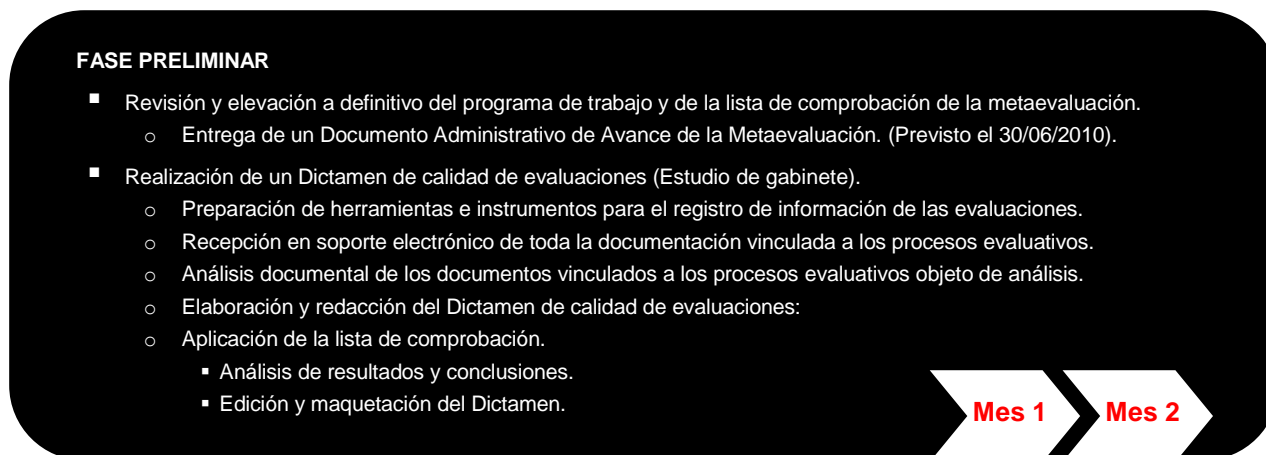 FASE PRELIMINAR
▪ Revisión y elevación a definitivo del programa de trabajo y de la lista de comprobación de la metaevaluación.
o Entrega de un Documento Administrativo de Avance de la Metaevaluación. (Previsto el 30/06/2010).
▪ Realización de un Dictamen de calidad de evaluaciones (Estudio de gabinete).
o Preparación de herramientas e instrumentos para el registro de información de las evaluaciones.
o Recepción en soporte electrónico de toda la documentación vinculada a los procesos evaluativos.
o Análisis documental de los documentos vinculados a los procesos evaluativos objeto de análisis.
o Elaboración y redacción del Dictamen de calidad de evaluaciones:
o Aplicación de la lista de comprobación.
▪ Análisis de resultados y conclusiones.
▪ Edición y maquetación del Dictamen.
Mes 1 Mes 2